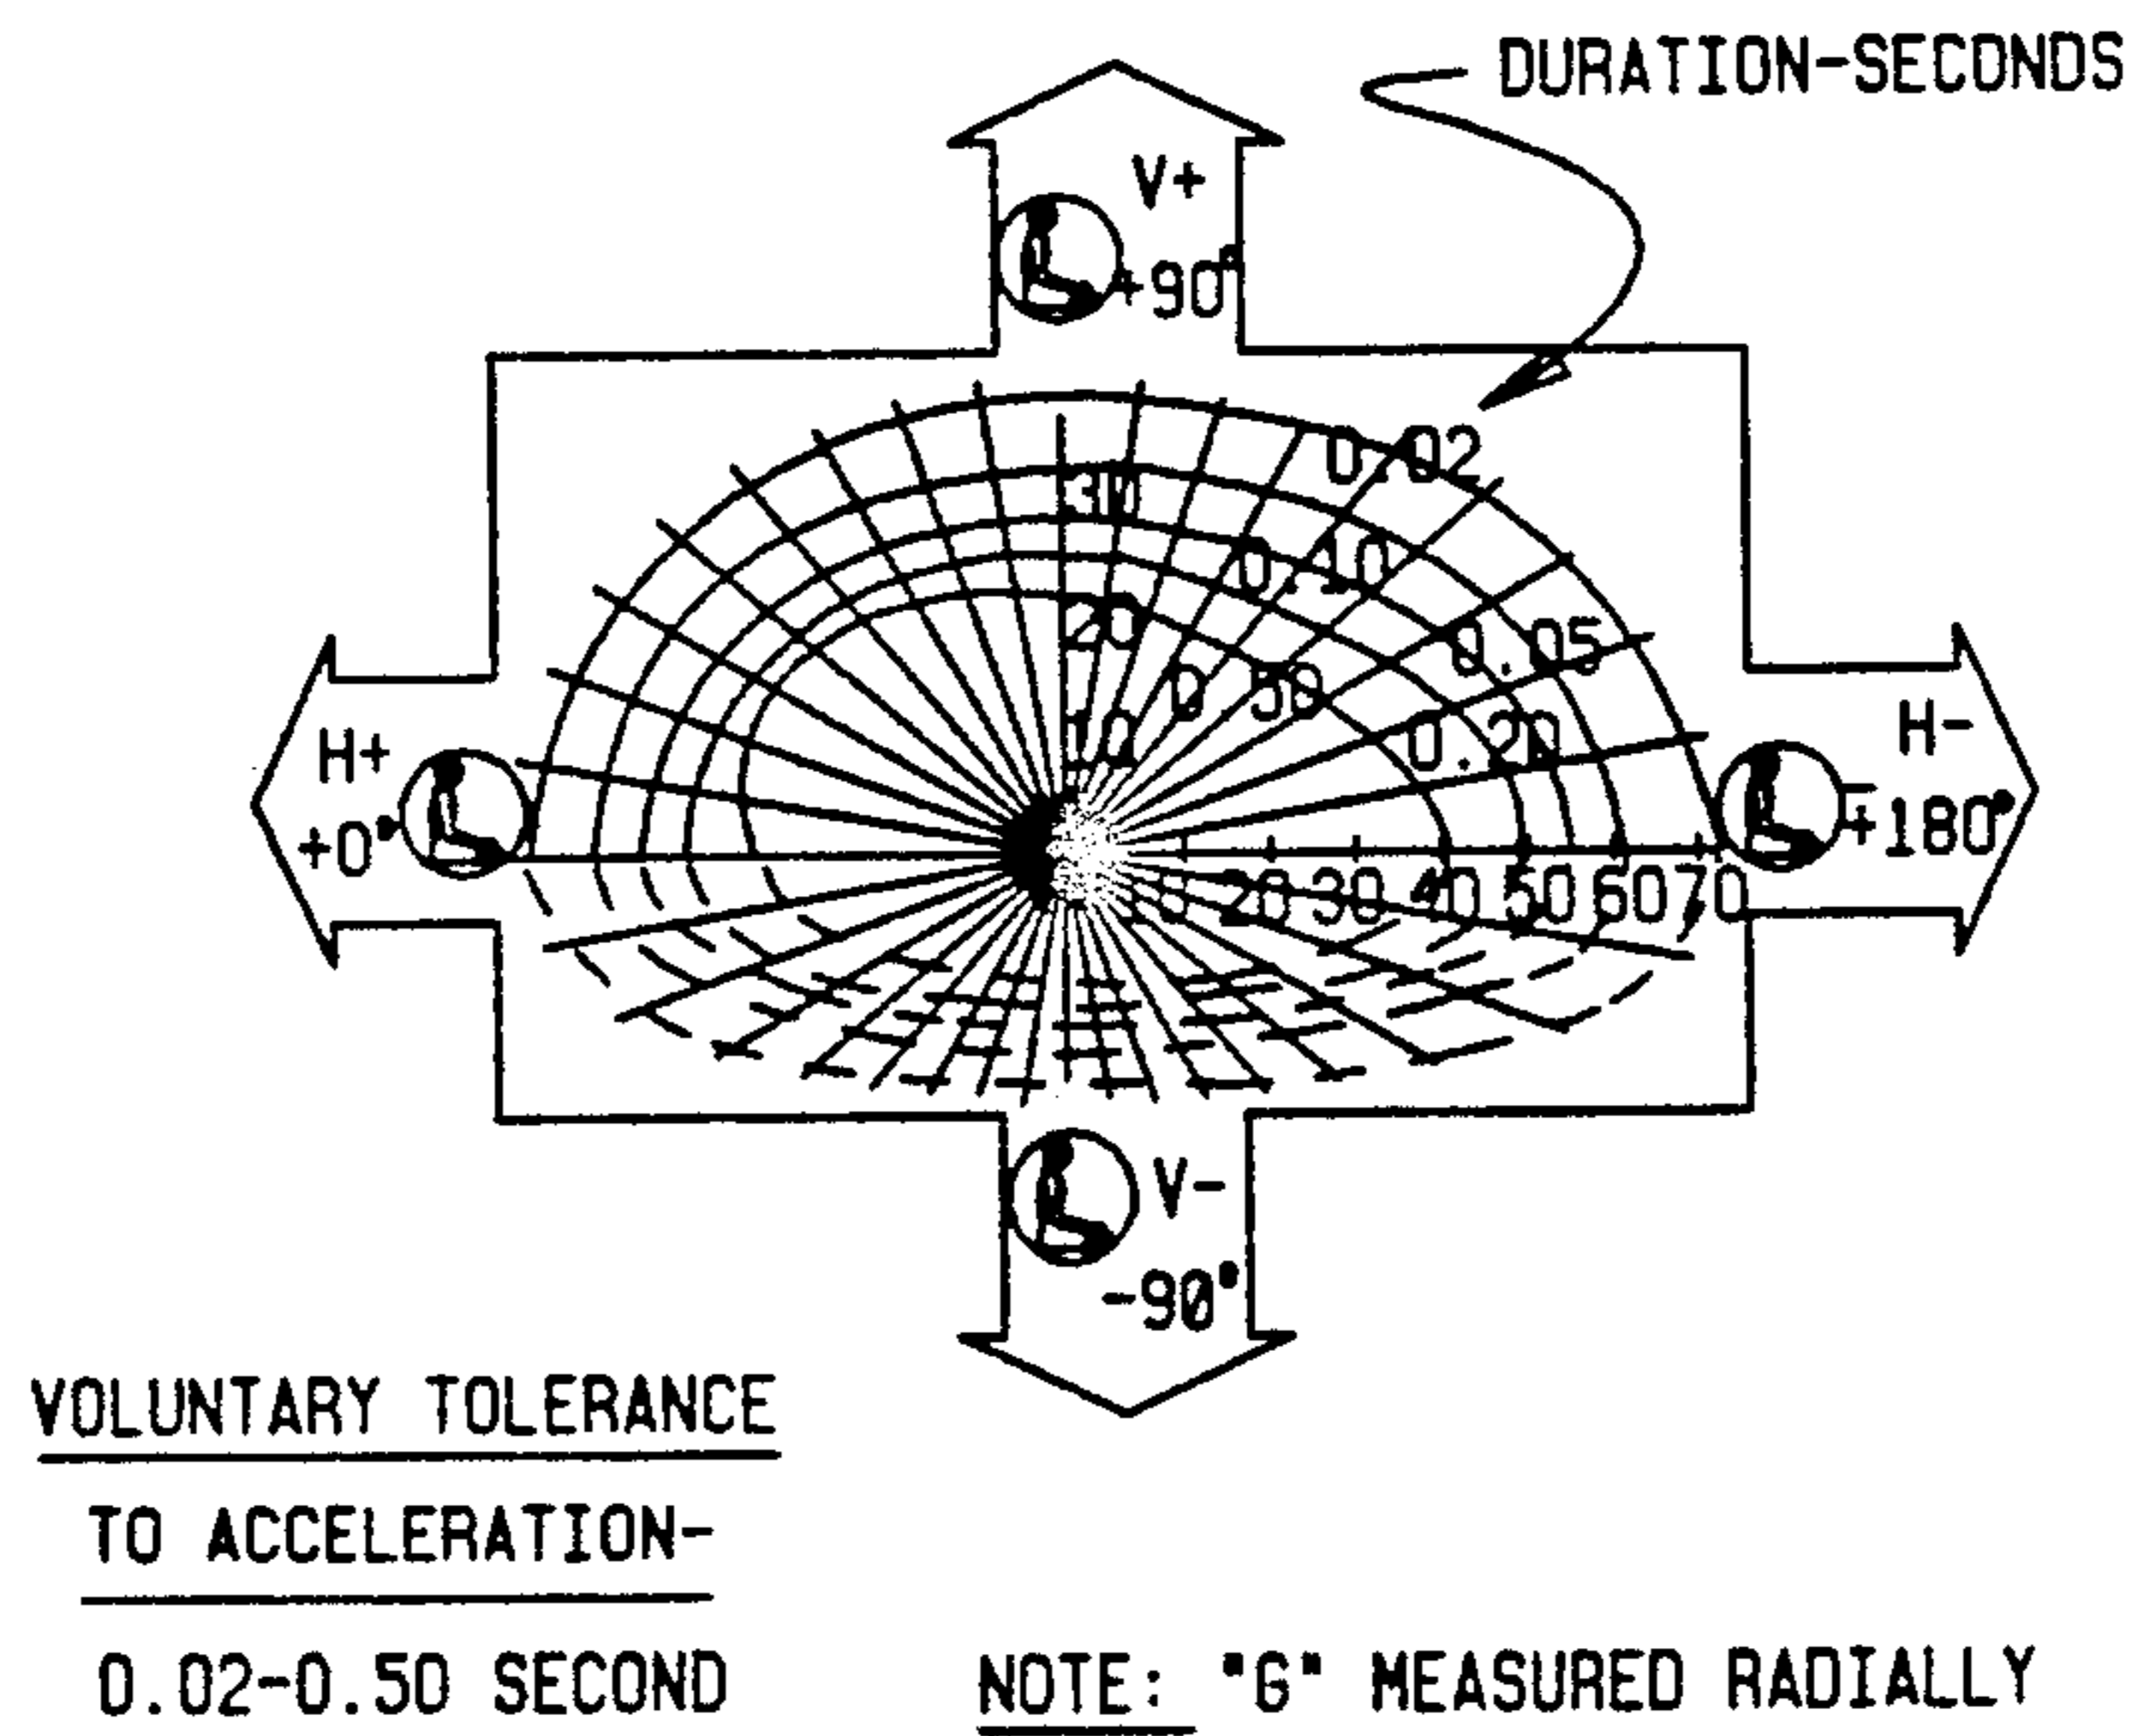 DURATION-SECONDS
V+
+90°
0.02
30
0.10
20
0.05
0.50
10
0.20
H+
+0°
H-
+180°
20 30 40 50 60 70
V-
-90°
VOLUNTARY TOLERANCE
TO ACCELERATION-
0.02-0.50 SECOND
NOTE: "G" MEASURED RADIALLY